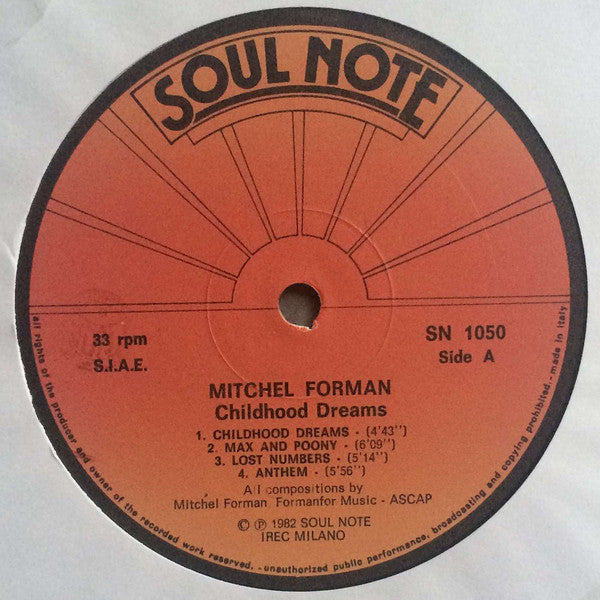 SOUL NOTE
33 rpm
S.I.A.E.
SN 1050
Side A
MITCHEL FORMAN
Childhood Dreams
1. CHILDHOOD DREAMS - (4'43'')
2. MAX AND POONY - (6'09'')
3. LOST NUMBERS - (5'14'')
4. ANTHEM - (5'56'')
All compositions by
Mitchel Forman Formanfor Music - ASCAP
© ℗ 1982 SOUL NOTE
IREC MILANO
all rights of the producer and owner of the recorded work reserved. - unauthorized public performance, broadcasting and copying prohibited. - made in Italy